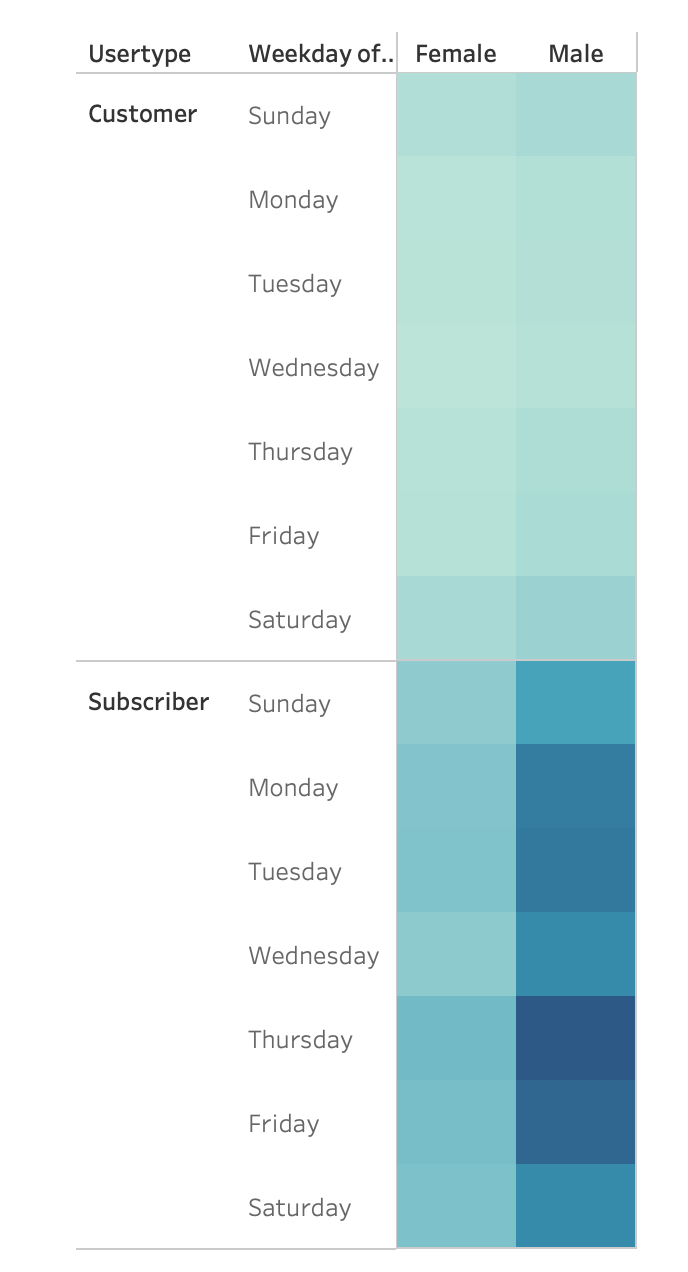 Usertype Weekday of.. Female Male
Customer Sunday
Monday
Tuesday
Wednesday
Thursday
Friday
Saturday
Subscriber Sunday
Monday
Tuesday
Wednesday
Thursday
Friday
Saturday